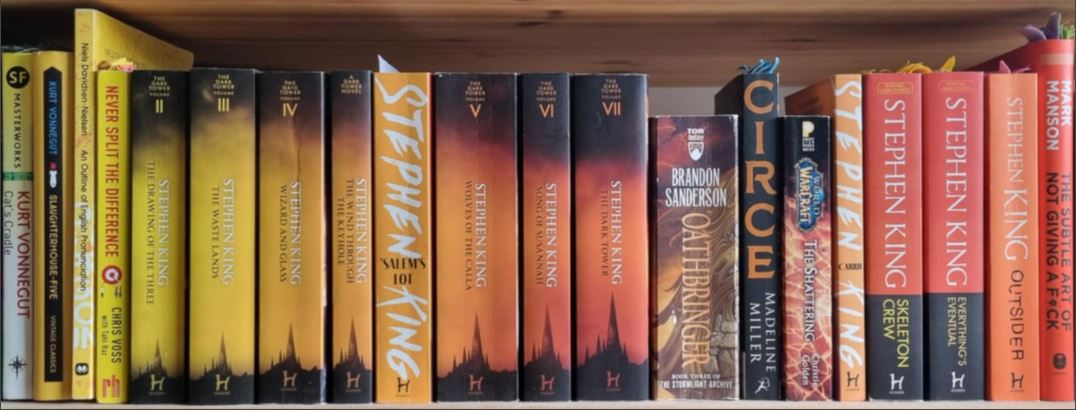 SF
MASTERWORKS
KURT VONNEGUT
Cat's Cradle
KURT VONNEGUT
SLAUGHTERHOUSE-FIVE
VINTAGE CLASSICS
Niels Davidsen-Nielsen
An Outline of English Pronunciation
NEVER SPLIT THE DIFFERENCE
CHRIS VOSS
with Tahl Raz
THE
DARK
TOWER
VOLUME
II
STEPHEN KING
THE DRAWING OF THE THREE
THE
DARK
TOWER
VOLUME
III
STEPHEN KING
THE WASTE LANDS
THE
DARK
TOWER
VOLUME
IV
STEPHEN KING
WIZARD AND GLASS
A
DARK
TOWER
NOVEL
STEPHEN KING
THE WIND THROUGH
THE KEYHOLE
STEPHEN KING
'SALEM'S
LOT
THE
DARK
TOWER
VOLUME
V
STEPHEN KING
WOLVES OF THE CALLA
THE
DARK
TOWER
VOLUME
VI
STEPHEN KING
SONG OF SUSANNAH
THE
DARK
TOWER
VOLUME
VII
STEPHEN KING
THE DARK TOWER
TOR
fantasy
BRANDON
SANDERSON
OATHBRINGER
BOOK THREE OF
THE STORMLIGHT ARCHIVE
CIRCE
MADELINE
MILLER
WORLD
WARCRAFT
THE SHATTERING
Christie
Golden
STEPHEN KING
CARRIE
STEPHEN KING
SKELETON
CREW
STEPHEN KING
EVERYTHING'S
EVENTUAL
STEPHEN KING
OUTSIDER
MARK
MANSON
THE SUBTLE ART OF
NOT GIVING A F*CK